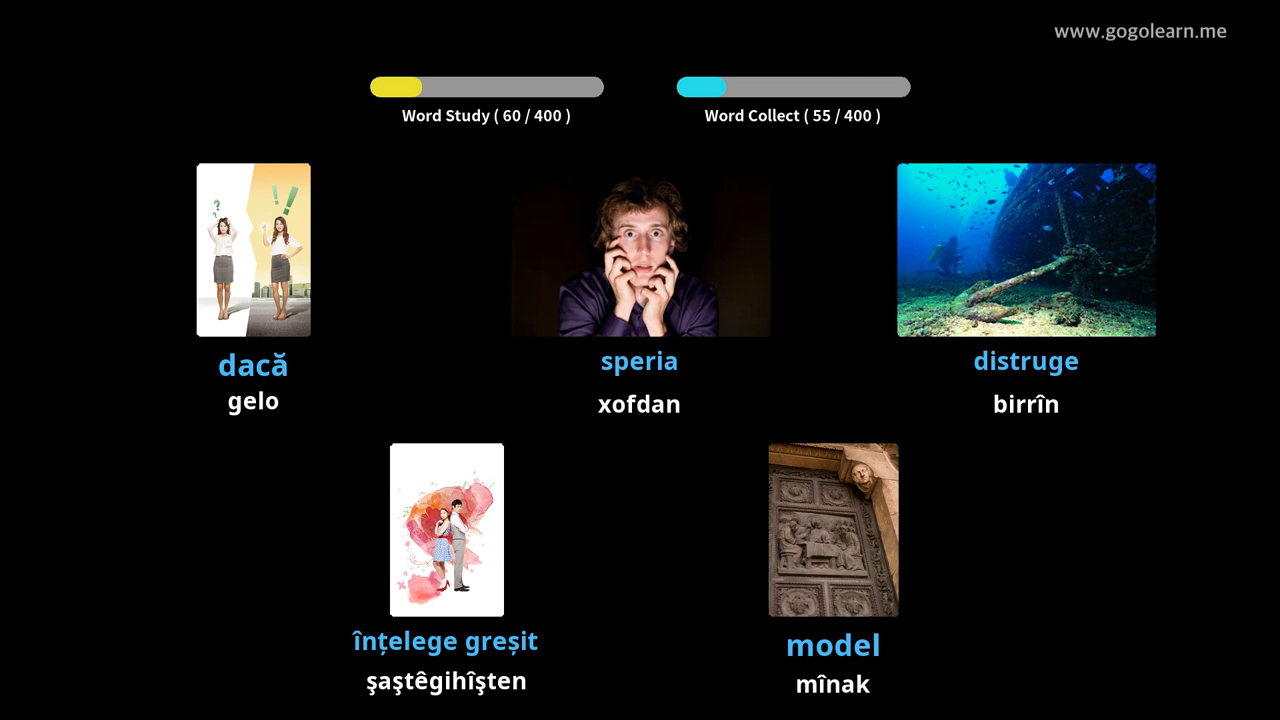 www.gogolearn.me
Word Study ( 60 / 400 )
Word Collect ( 55 / 400 )
dacă
gelo
speria
xofdan
distruge
birrîn
înțelege greșit
şaştêgihîşten
model
mînak